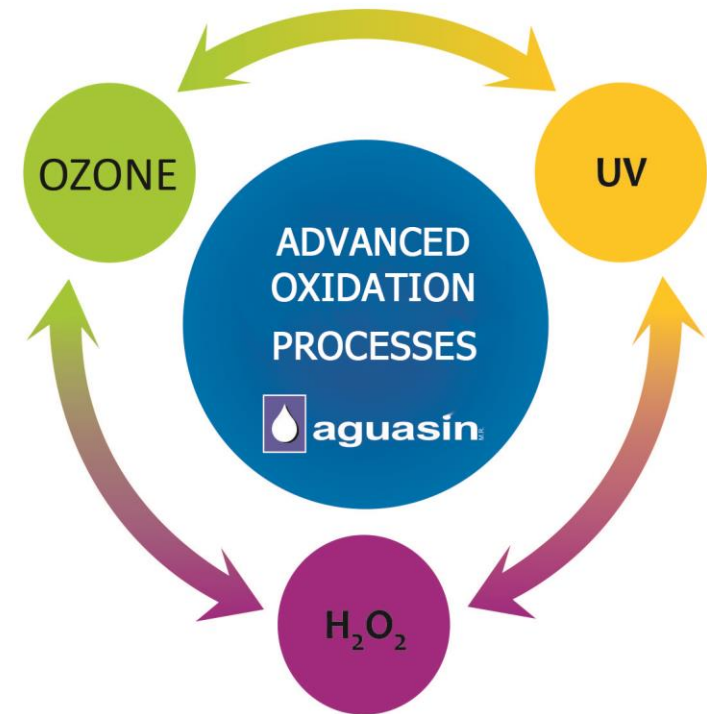 OZONE
UV
ADVANCED
OXIDATION
PROCESSES
aguasin M.R.
H₂O₂